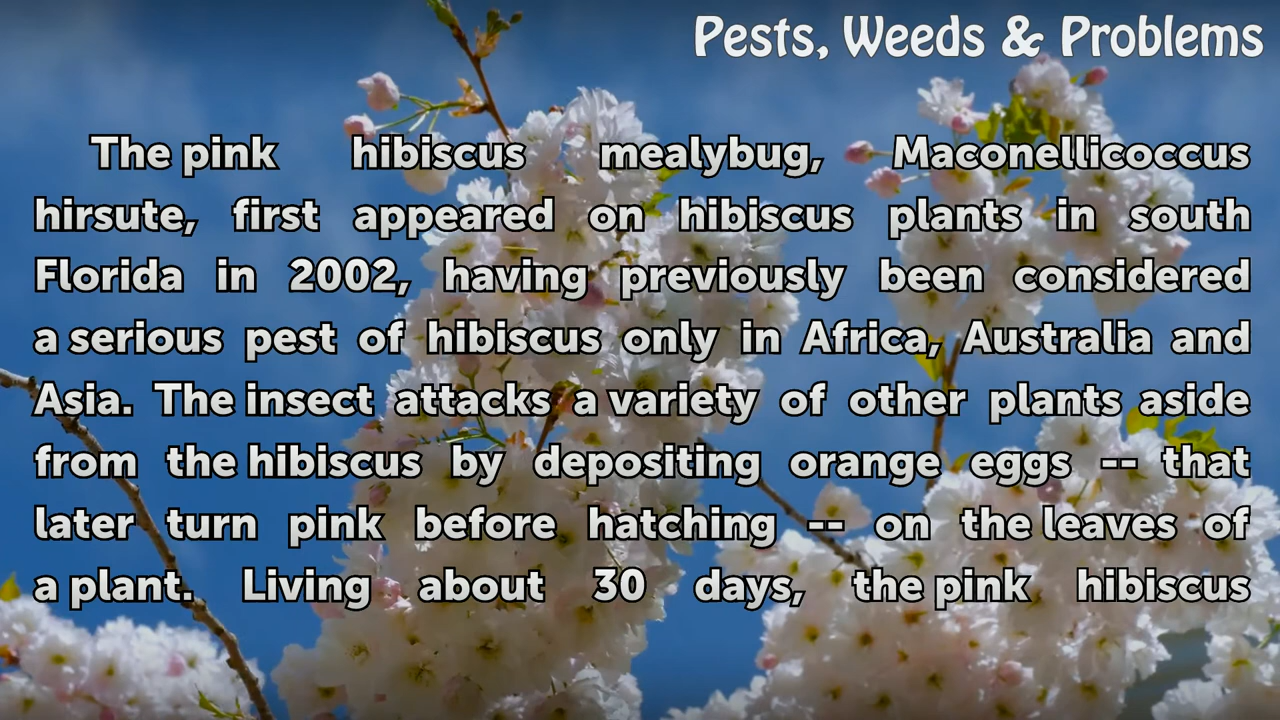 Pests, Weeds & Problems
The pink hibiscus mealybug, Maconellicoccus
hirsute, first appeared on hibiscus plants in south
Florida in 2002, having previously been considered
a serious pest of hibiscus only in Africa, Australia and
Asia. The insect attacks a variety of other plants aside
from the hibiscus by depositing orange eggs -- that
later turn pink before hatching -- on the leaves of
a plant. Living about 30 days, the pink hibiscus